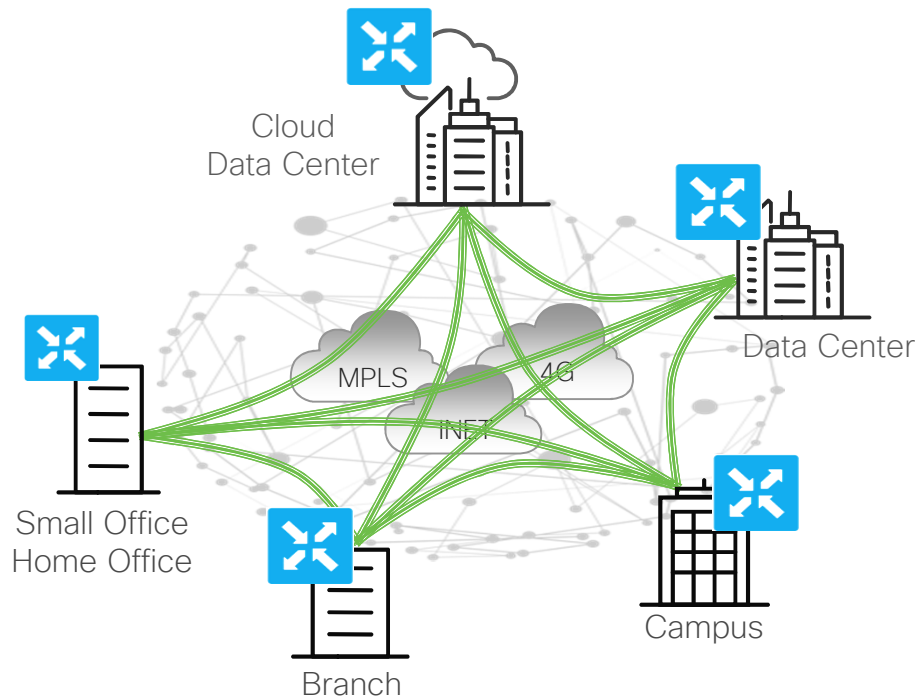 Cloud
Data Center
Data Center
MPLS
4G
INET
Small Office
Home Office
Campus
Branch